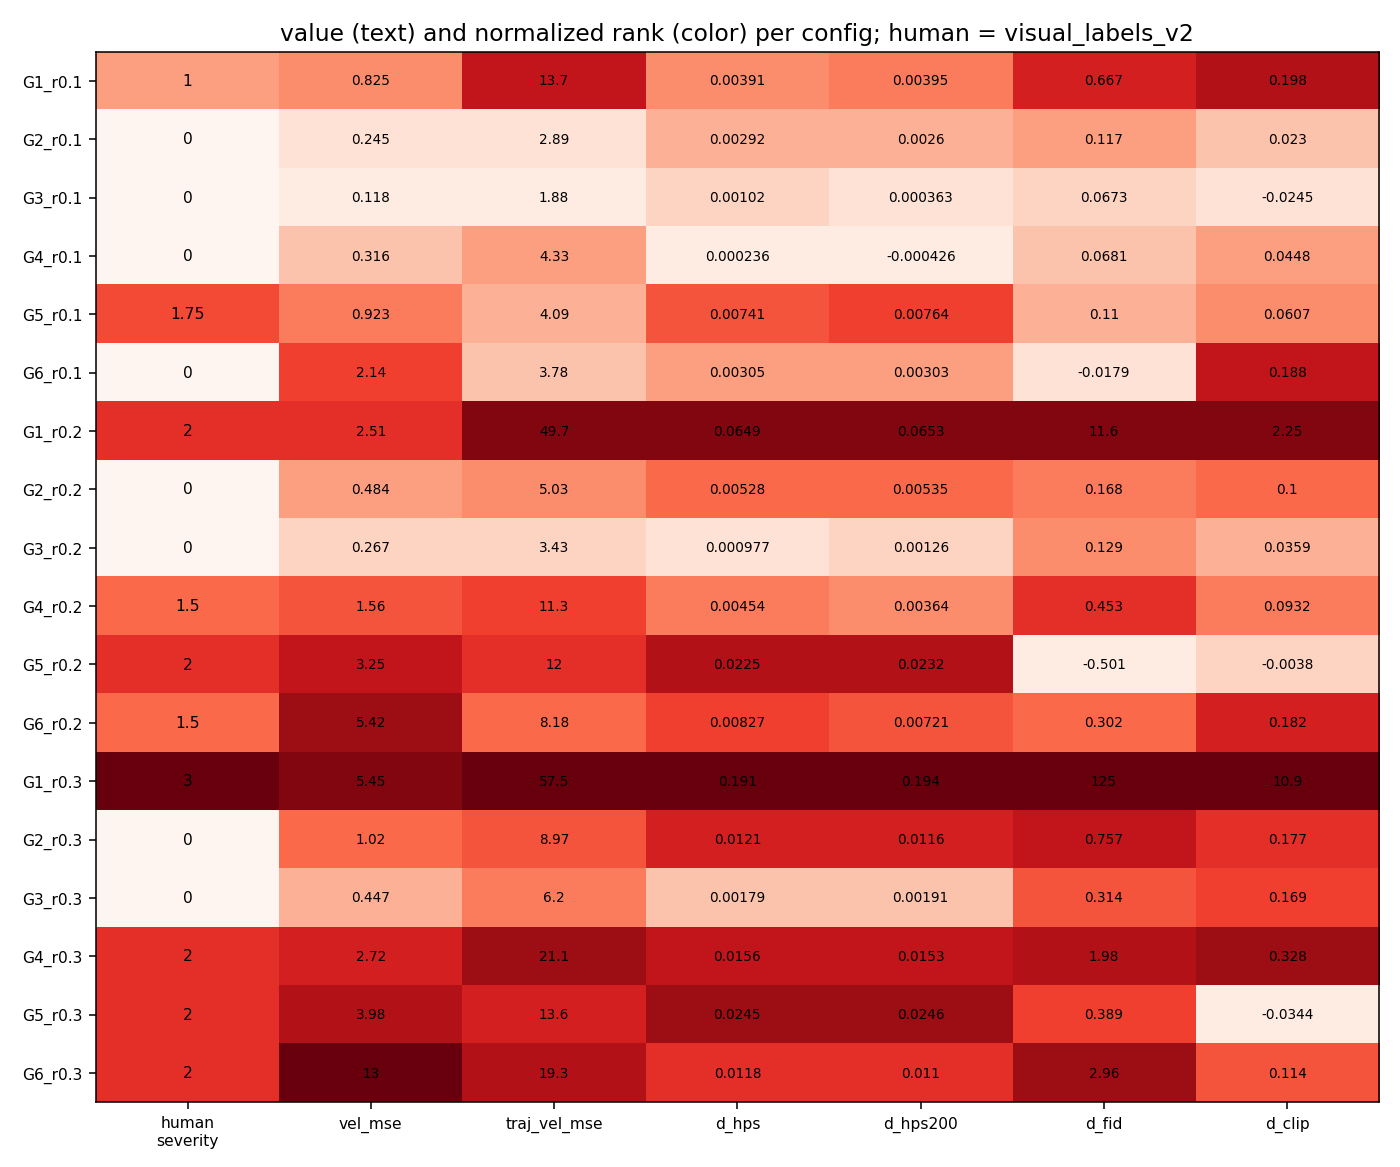 value (text) and normalized rank (color) per config; human = visual_labels_v2
G1_r0.1 1 0.825 13.7 0.00391 0.00395 0.667 0.198
G2_r0.1 0 0.245 2.89 0.00292 0.0026 0.117 0.023
G3_r0.1 0 0.118 1.88 0.00102 0.000363 0.0673 -0.0245
G4_r0.1 0 0.316 4.33 0.000236 -0.000426 0.0681 0.0448
G5_r0.1 1.75 0.923 4.09 0.00741 0.00764 0.11 0.0607
G6_r0.1 0 2.14 3.78 0.00305 0.00303 -0.0179 0.188
G1_r0.2 2 2.51 49.7 0.0649 0.0653 11.6 2.25
G2_r0.2 0 0.484 5.03 0.00528 0.00535 0.168 0.1
G3_r0.2 0 0.267 3.43 0.000977 0.00126 0.129 0.0359
G4_r0.2 1.5 1.56 11.3 0.00454 0.00364 0.453 0.0932
G5_r0.2 2 3.25 12 0.0225 0.0232 -0.501 -0.0038
G6_r0.2 1.5 5.42 8.18 0.00827 0.00721 0.302 0.182
G1_r0.3 3 5.45 57.5 0.191 0.194 125 10.9
G2_r0.3 0 1.02 8.97 0.0121 0.0116 0.757 0.177
G3_r0.3 0 0.447 6.2 0.00179 0.00191 0.314 0.169
G4_r0.3 2 2.72 21.1 0.0156 0.0153 1.98 0.328
G5_r0.3 2 3.98 13.6 0.0245 0.0246 0.389 -0.0344
G6_r0.3 2 13 19.3 0.0118 0.011 2.96 0.114
human vel_mse traj_vel_mse d_hps d_hps200 d_fid d_clip
severity